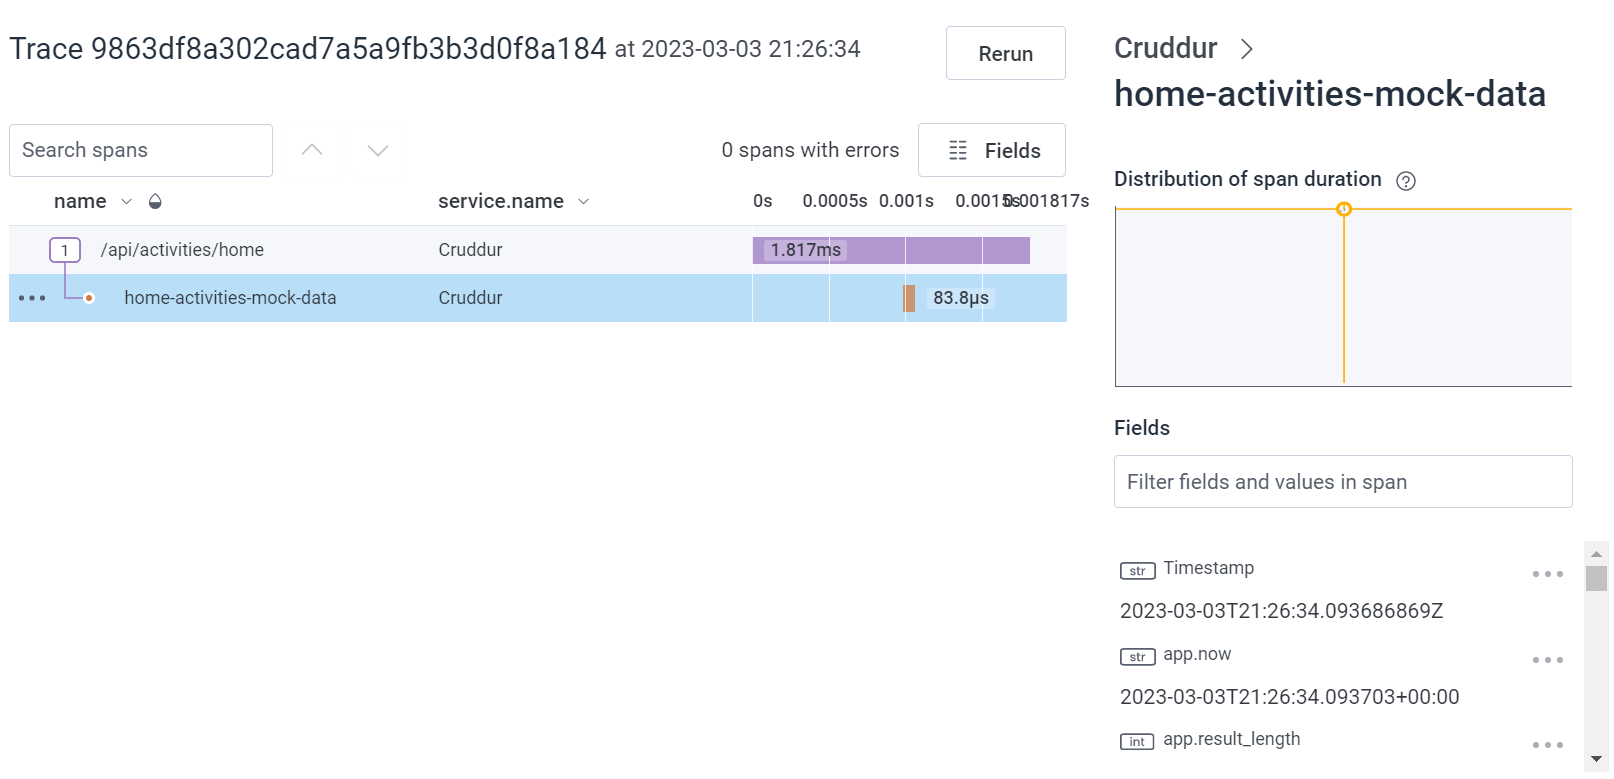 Trace 9863df8a302cad7a5a9fb3b3d0f8a184 at 2023-03-03 21:26:34
Rerun
Search spans
0 spans with errors
Fields
name service.name 0s 0.0005s 0.001s 0.0015s 0.001817s
1 /api/activities/home Cruddur 1.817ms
home-activities-mock-data Cruddur 83.8μs
Cruddur
home-activities-mock-data
Distribution of span duration
Fields
Filter fields and values in span
str Timestamp
2023-03-03T21:26:34.093686869Z
str app.now
2023-03-03T21:26:34.093703+00:00
int app.result_length